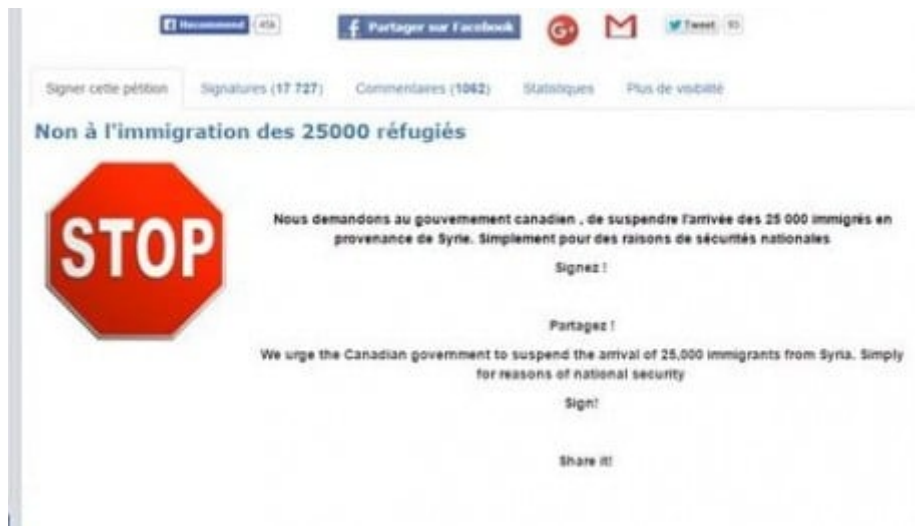 Recommend 45k Partager sur Facebook G+ M Tweet 93
Signer cette pétition Signatures (17 727) Commentaires (1062) Statistiques Plus de visibilité
Non à l'immigration des 25000 réfugiés
STOP
Nous demandons au gouvernement canadien , de suspendre l'arrivée des 25 000 immigrés en
provenance de Syrie. Simplement pour des raisons de sécurités nationales
Signez !
Partagez !
We urge the Canadian government to suspend the arrival of 25,000 immigrants from Syria. Simply
for reasons of national security
Sign!
Share it!